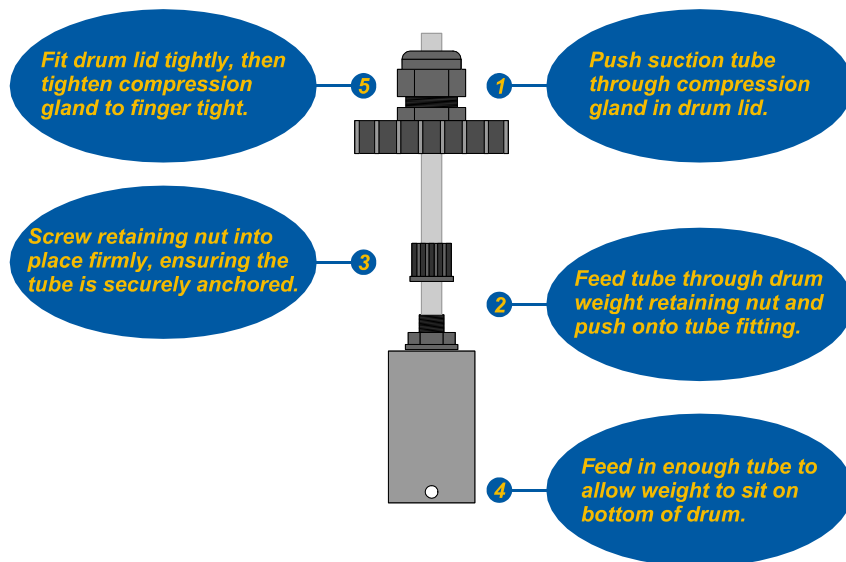 Fit drum lid tightly, then
tighten compression
gland to finger tight.
5
1
Push suction tube
through compression
gland in drum lid.
Screw retaining nut into
place firmly, ensuring the
tube is securely anchored.
3
2
Feed tube through drum
weight retaining nut and
push onto tube fitting.
4
Feed in enough tube to
allow weight to sit on
bottom of drum.